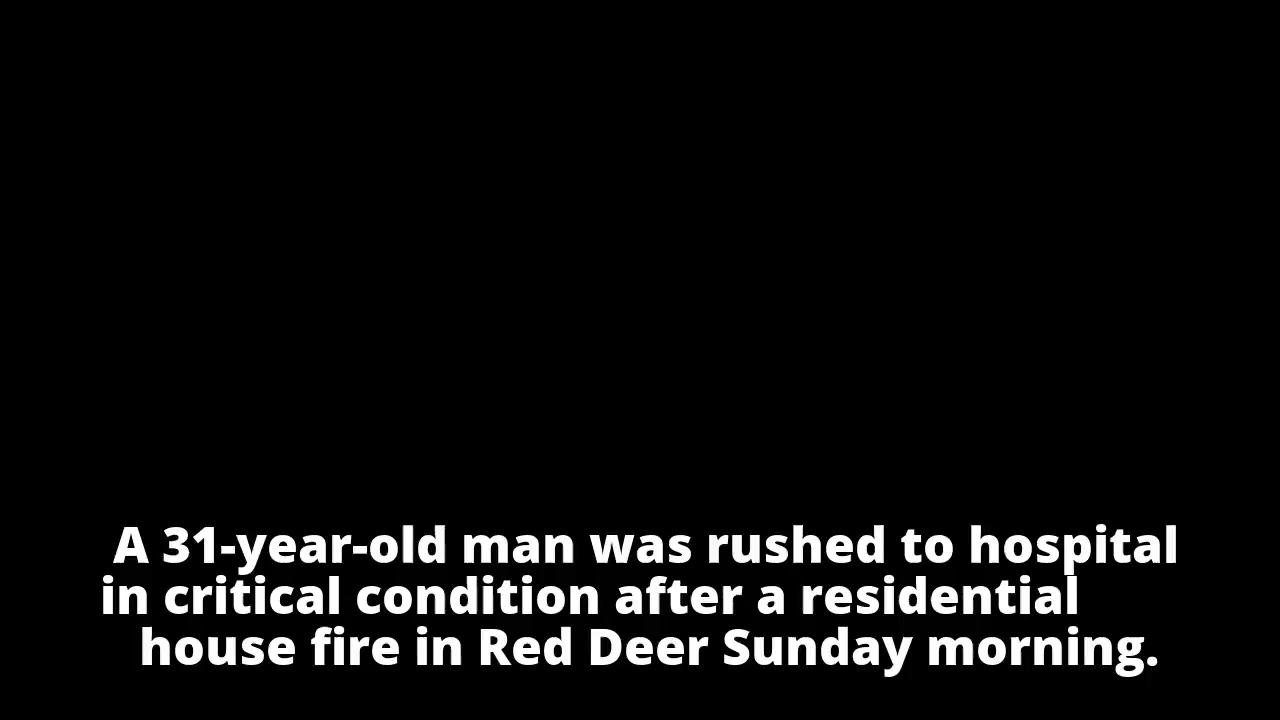 A 31-year-old man was rushed to hospital
in critical condition after a residential
house fire in Red Deer Sunday morning.